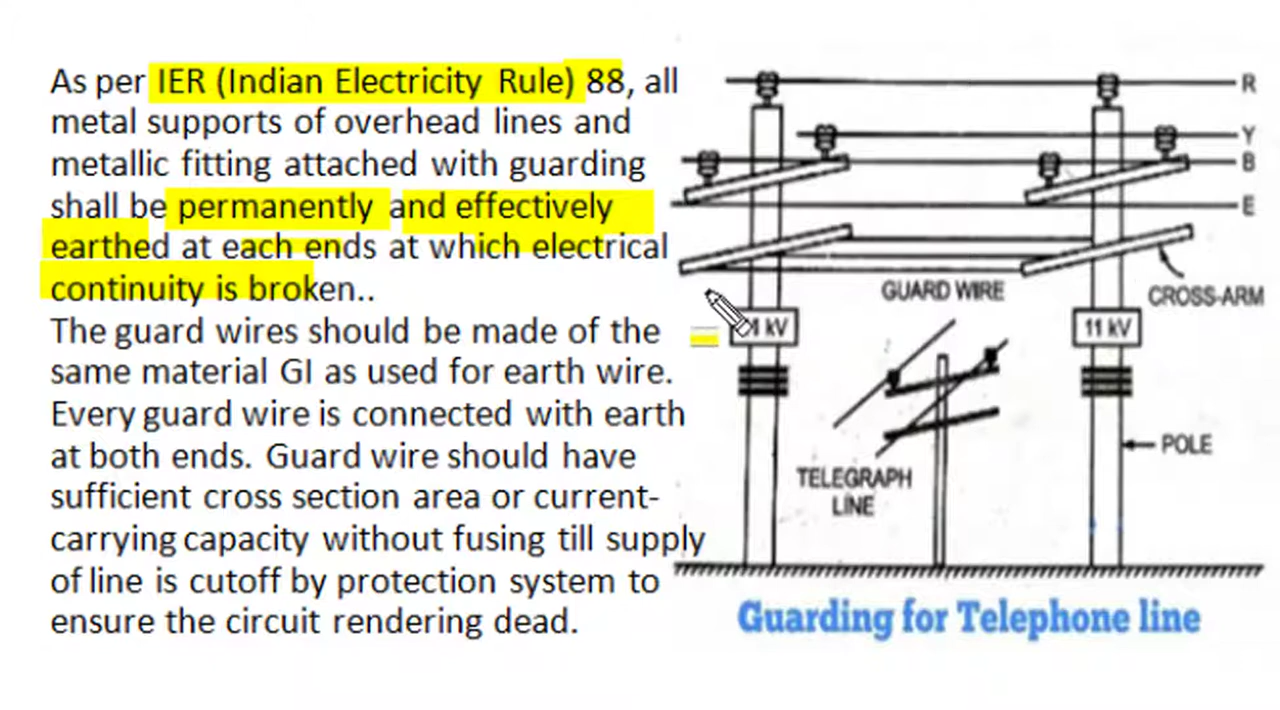 As per IER (Indian Electricity Rule) 88, all
metal supports of overhead lines and
metallic fitting attached with guarding
shall be permanently and effectively
earthed at each ends at which electrical
continuity is broken..
The guard wires should be made of the
same material GI as used for earth wire.
Every guard wire is connected with earth
at both ends. Guard wire should have
sufficient cross section area or current-
carrying capacity without fusing till supply
of line is cutoff by protection system to
ensure the circuit rendering dead.
R
Y
B
E
GUARD WIRE
CROSS-ARM
kV
11 kV
POLE
TELEGRAPH
LINE
Guarding for Telephone line